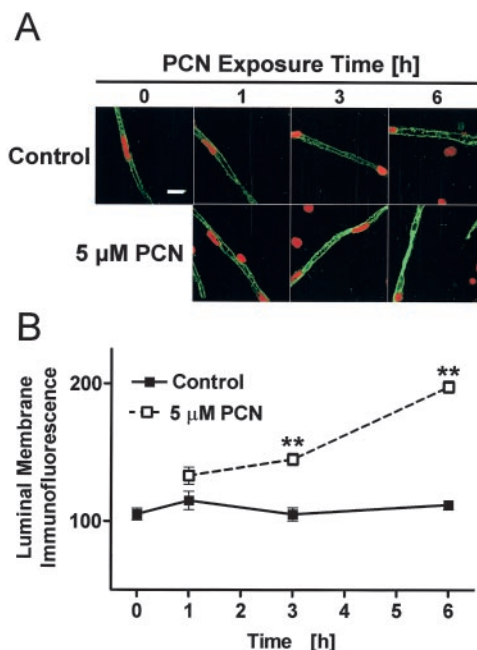 A
PCN Exposure Time [h]
0 1 3 6
Control
5 µM PCN
B
200
100
Luminal Membrane
Immunofluorescence
Control
5 µM PCN
**
**
0 1 2 3 4 5 6
Time [h]